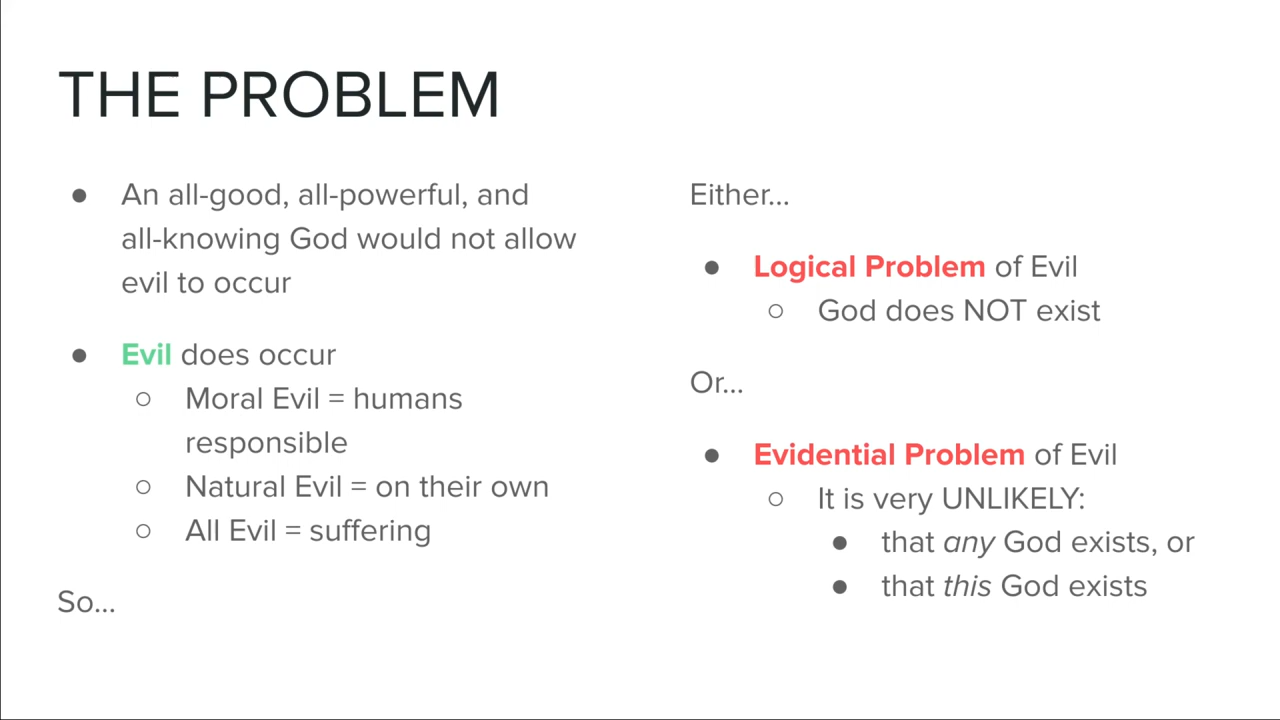 THE PROBLEM
● An all-good, all-powerful, and
all-knowing God would not allow
evil to occur
● Evil does occur
○ Moral Evil = humans
responsible
○ Natural Evil = on their own
○ All Evil = suffering
So...
Either...
● Logical Problem of Evil
○ God does NOT exist
Or...
● Evidential Problem of Evil
○ It is very UNLIKELY:
● that any God exists, or
● that this God exists